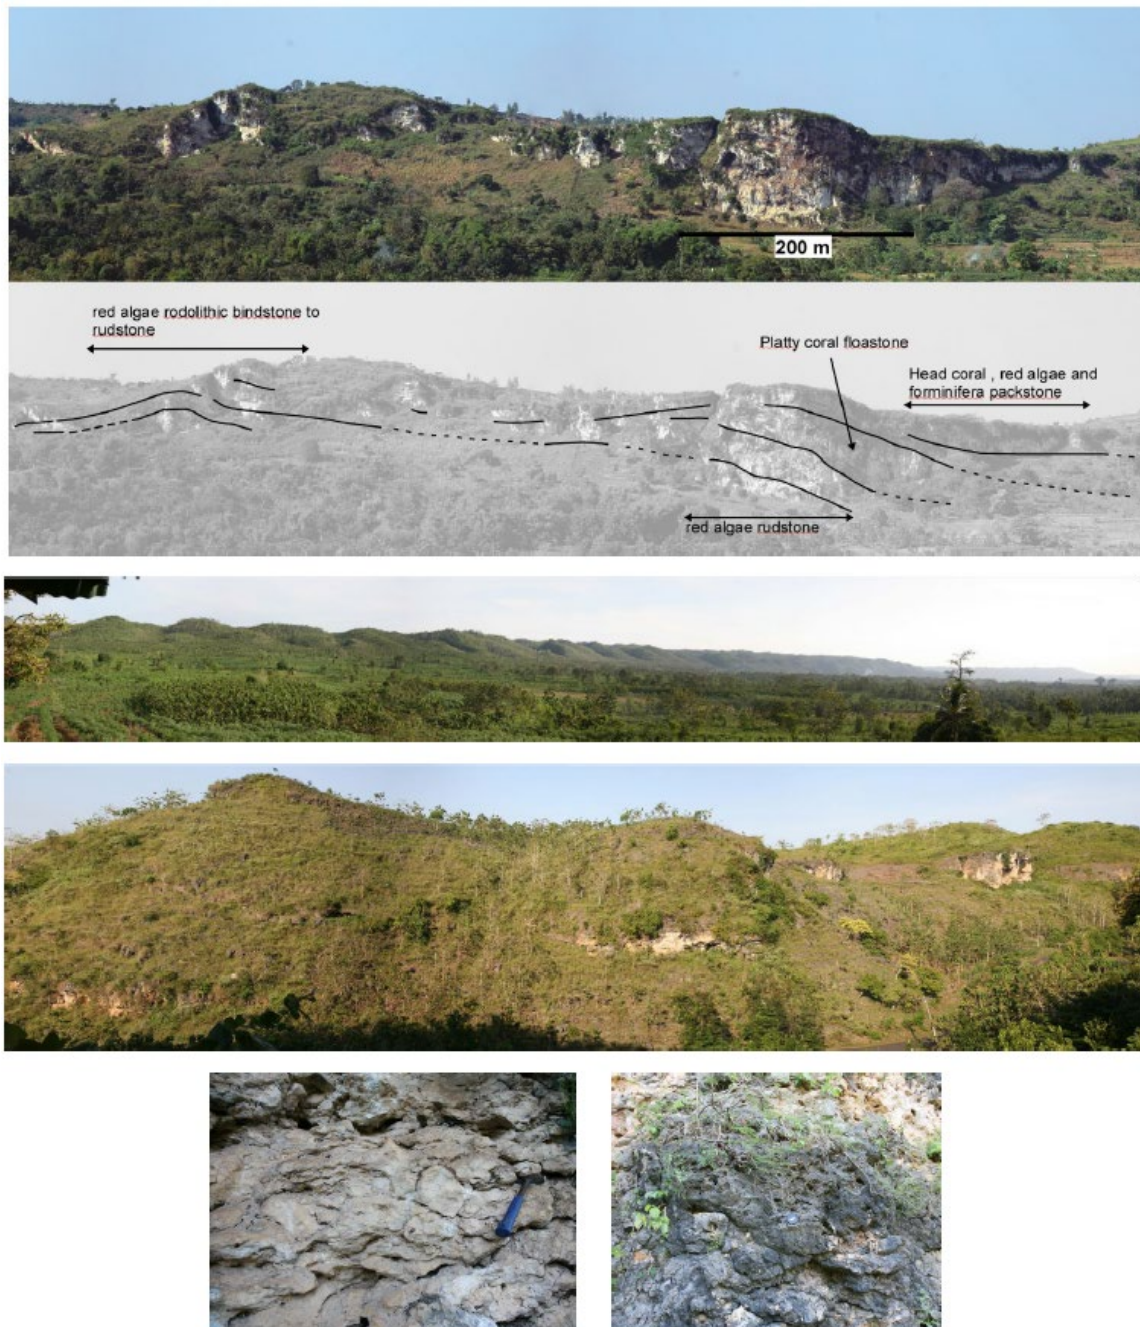 200 m
red algae rodolithic bindstone to
rudstone
Platty coral floastone
Head coral , red algae and
forminifera packstone
red algae rudstone